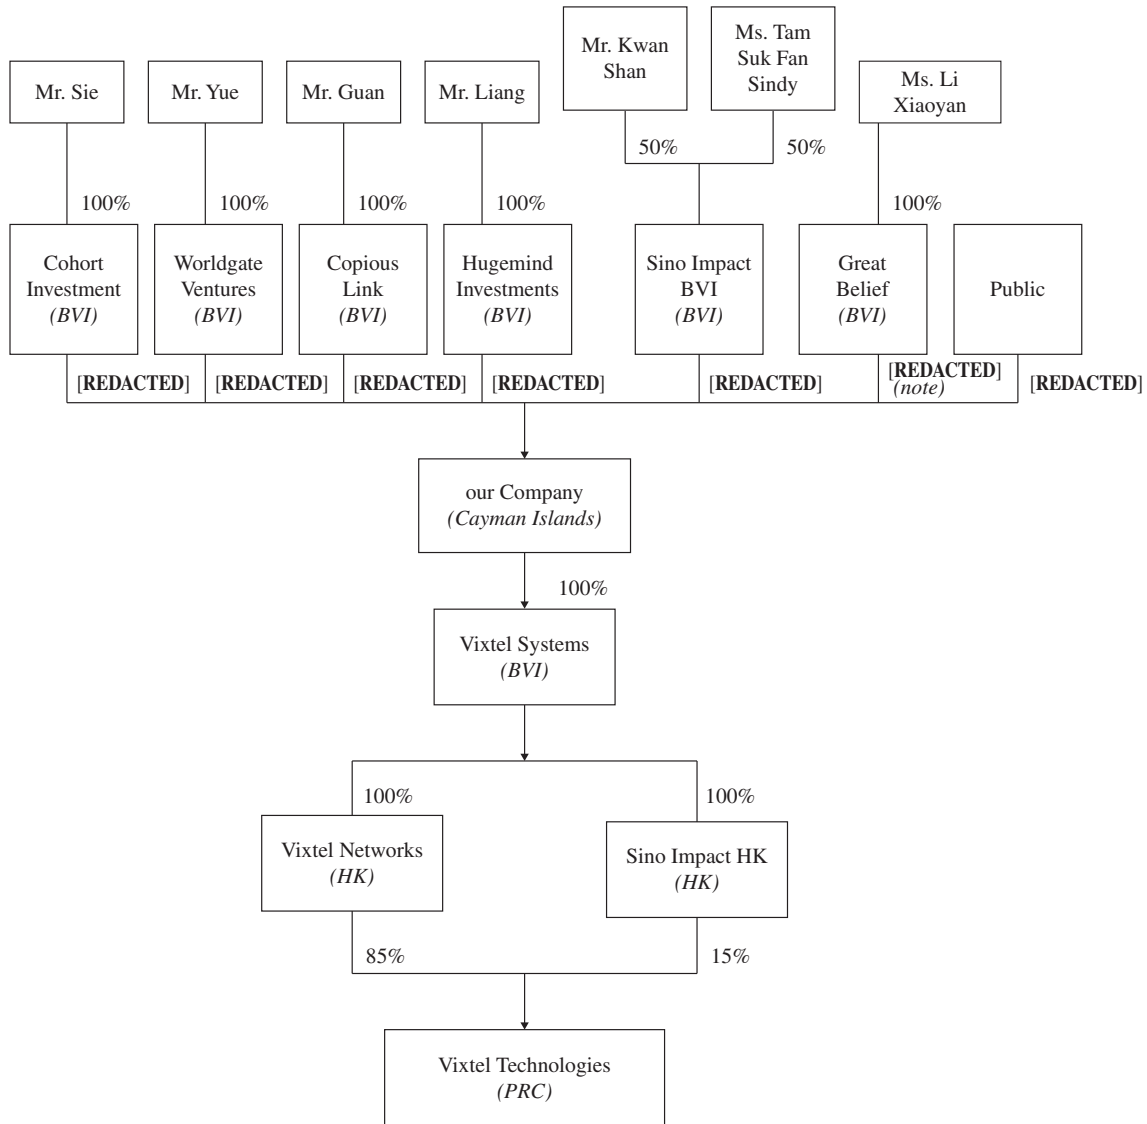 Mr. Sie
Mr. Yue
Mr. Guan
Mr. Liang
Mr. Kwan
Shan
Ms. Tam
Suk Fan
Sindy
Ms. Li
Xiaoyan
50%
50%
100%
100%
100%
100%
100%
Cohort
Investment
(BVI)
Worldgate
Ventures
(BVI)
Copious
Link
(BVI)
Hugemind
Investments
(BVI)
Sino Impact
BVI
(BVI)
Great
Belief
(BVI)
Public
[REDACTED]
[REDACTED]
[REDACTED]
[REDACTED]
[REDACTED]
[REDACTED]
(note)
[REDACTED]
our Company
(Cayman Islands)
100%
Vixtel Systems
(BVI)
100%
100%
Vixtel Networks
(HK)
Sino Impact HK
(HK)
85%
15%
Vixtel Technologies
(PRC)